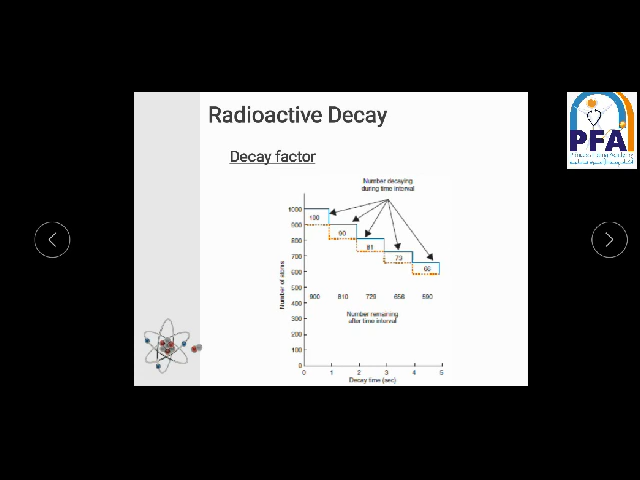 Radioactive Decay
Decay factor
PFA
Number decaying
during time interval
1000
900
800
700
600
500
400
300
200
100
0
100
90
81
73
66
900 810 729 656 590
Number remaining
after time interval
Number of atoms
0 1 2 3 4 5
Decay time (sec)